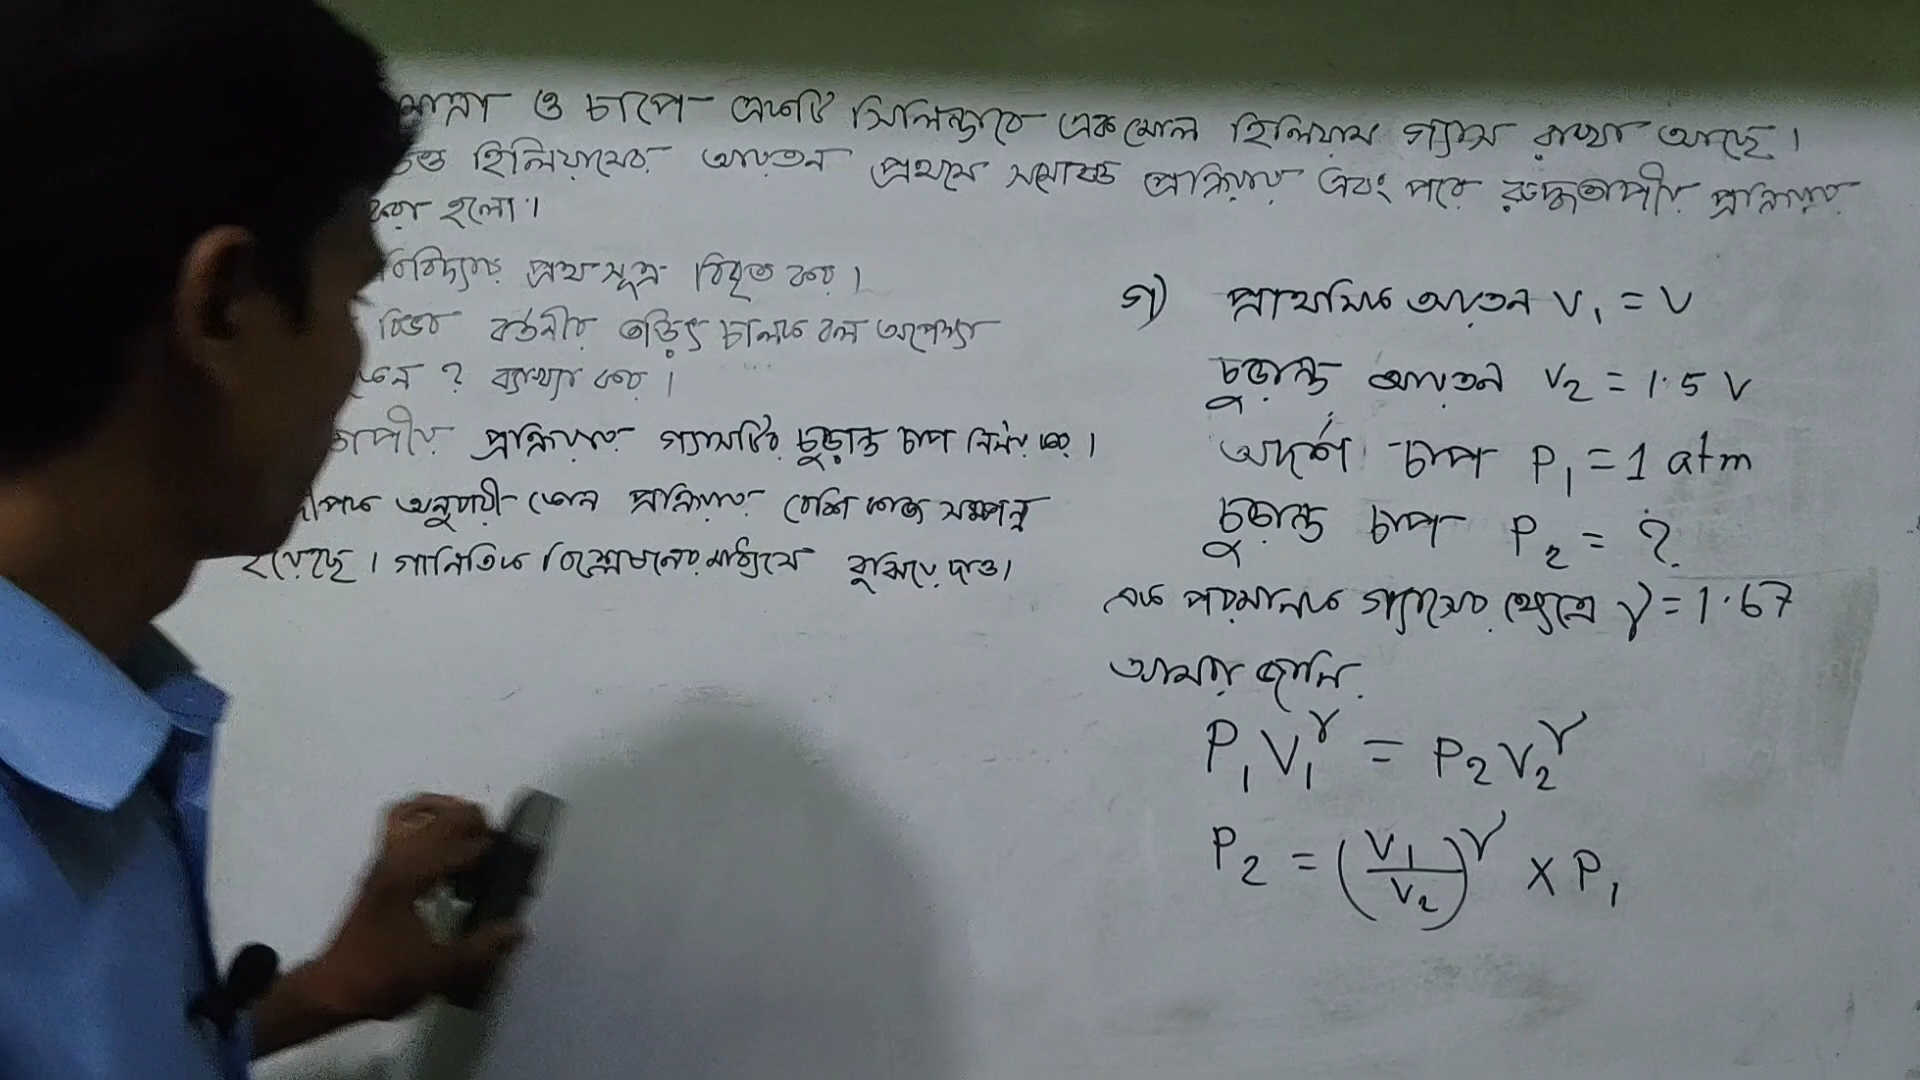 ও চাপে একটি সিলিন্ডারে এক মোল হিলিয়াম গ্যাস রাখা আছে।
হিলিয়ামের আয়তন প্রথমে সমোষ্ণ প্রক্রিয়ায় এবং পরে রুদ্ধতাপীয় প্রক্রিয়ায়
হলো।
প্রথম সূত্র বিবৃত কর।
বর্তনীর তড়িৎ চালক বল অপেক্ষা
? ব্যাখ্যা কর।
প্রক্রিয়ায় গ্যাসটির চুড়ান্ত চাপ নির্ণয় কর।
অনুযায়ী কোন প্রক্রিয়ায় বেশি কাজ সম্পন্ন
হয়েছে। গানিতিক বিশ্লেষনের মাধ্যমে বুঝিয়ে দাও।
গ) প্রাথমিক আয়তন V₁ = V
চুড়ান্ত আয়তন V₂ = 1.5 V
আদর্শ চাপ P₁ = 1 atm
চুড়ান্ত চাপ P₂ = ?
এক পরমানুক গ্যাসের ক্ষেত্রে γ = 1.67
আমরা জানি,
P₁V₁^γ = P₂V₂^γ
P₂ = (V₁/V₂)^γ × P₁